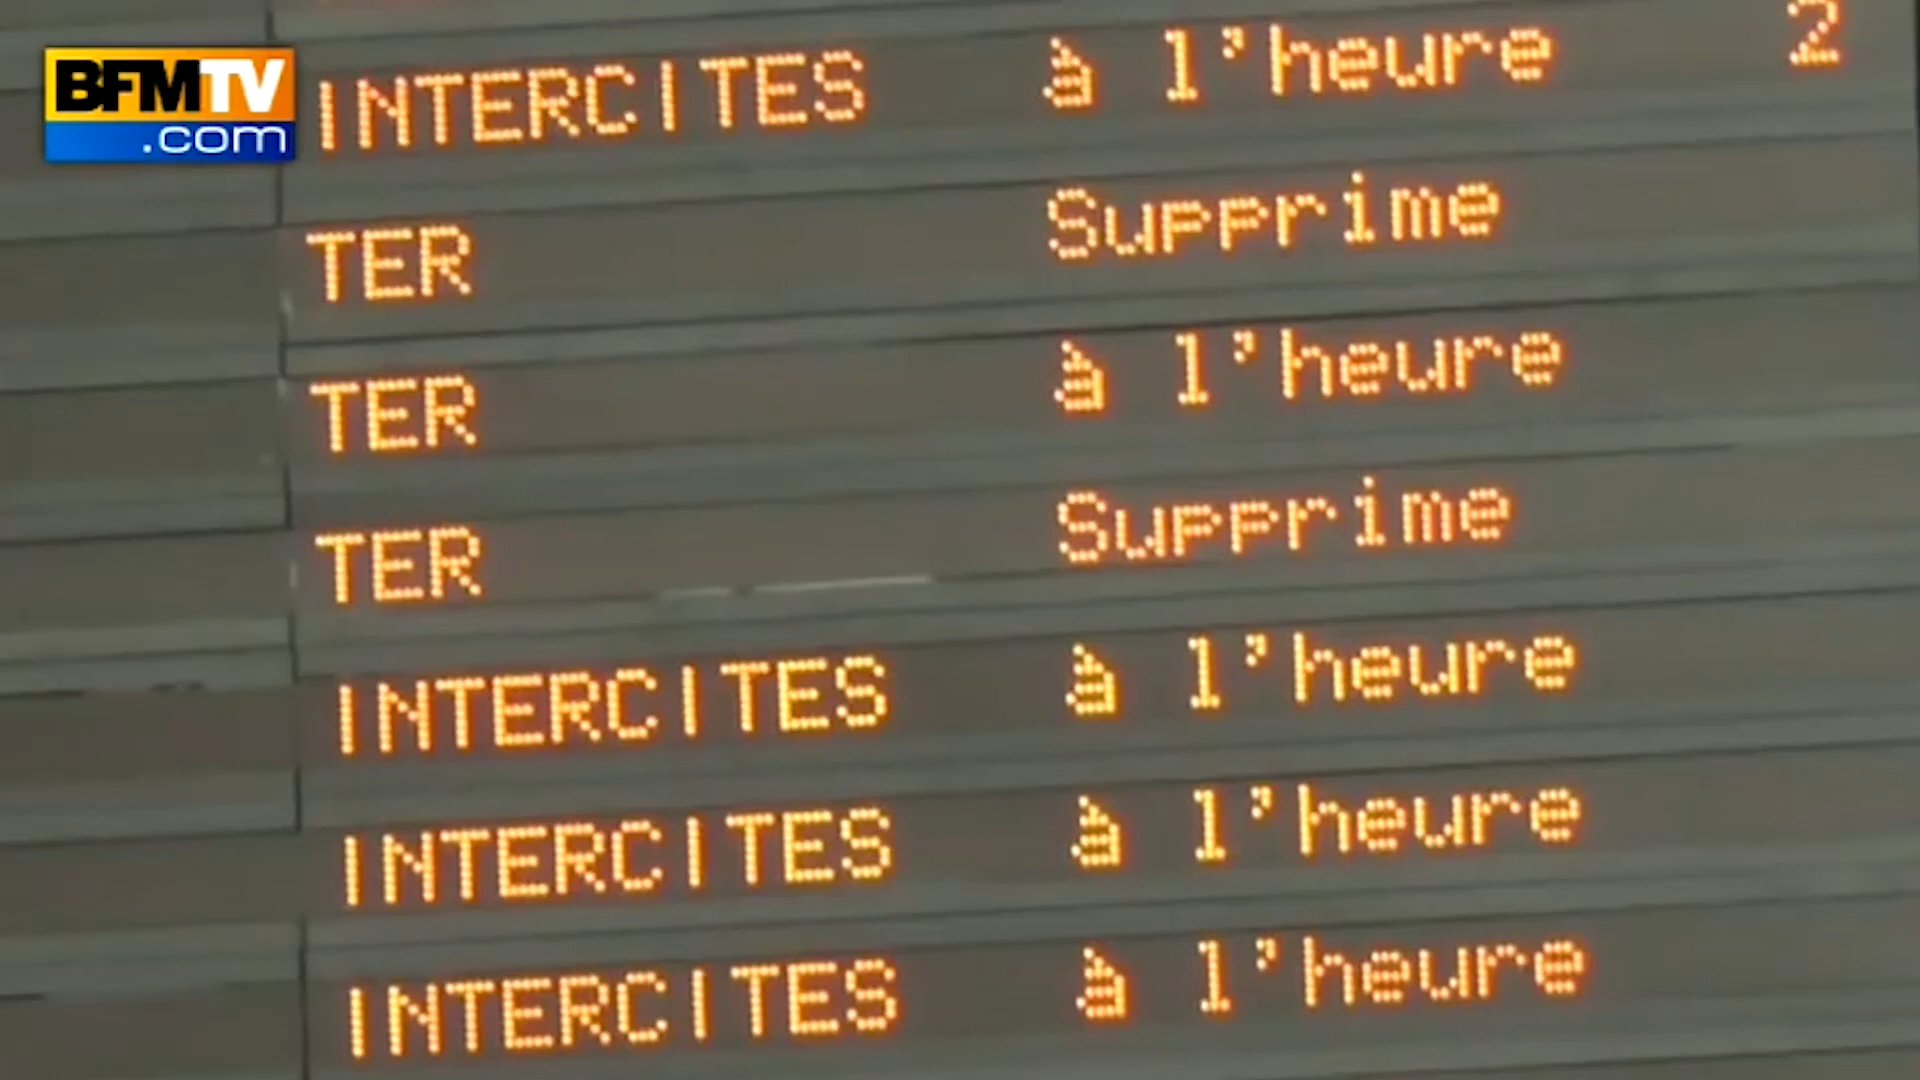 BFMTV
.com
INTERCITES à l'heure 2
TER Supprime
TER à l'heure
TER Supprime
INTERCITES à l'heure
INTERCITES à l'heure
INTERCITES à l'heure